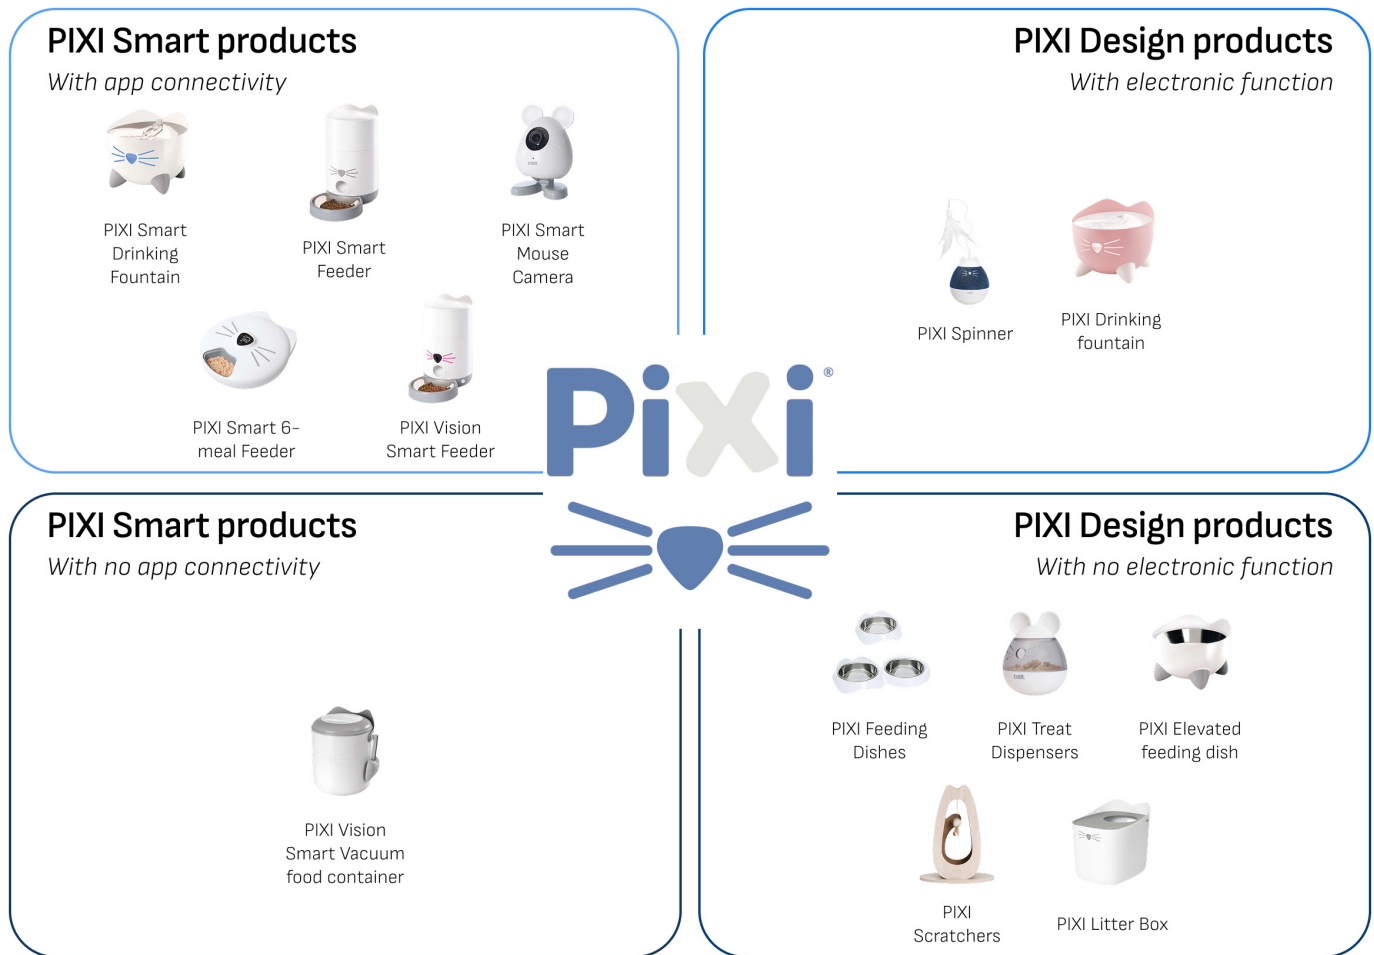 PIXI Smart products
With app connectivity
PIXI Smart
Drinking
Fountain
PIXI Smart
Feeder
PIXI Smart
Mouse
Camera
PIXI Smart 6-
meal Feeder
PIXI Vision
Smart Feeder
PIXI Design products
With electronic function
PIXI Spinner
PIXI Drinking
fountain
PiXi®
PIXI Smart products
With no app connectivity
PIXI Vision
Smart Vacuum
food container
PIXI Design products
With no electronic function
PIXI Feeding
Dishes
PIXI Treat
Dispensers
PIXI Elevated
feeding dish
PIXI
Scratchers
PIXI Litter Box